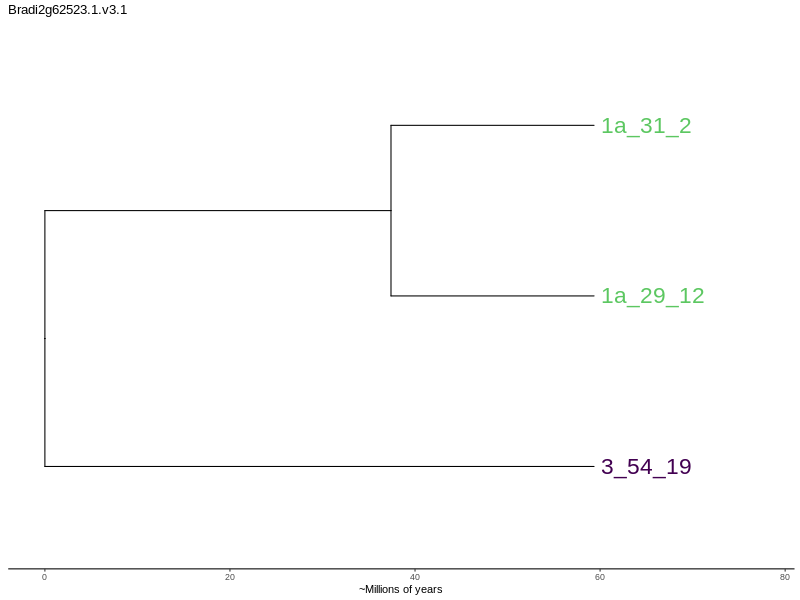 Bradi2g62523.1.v3.1
1a_31_2
1a_29_12
3_54_19
0 20 40 60 80
~Millions of years